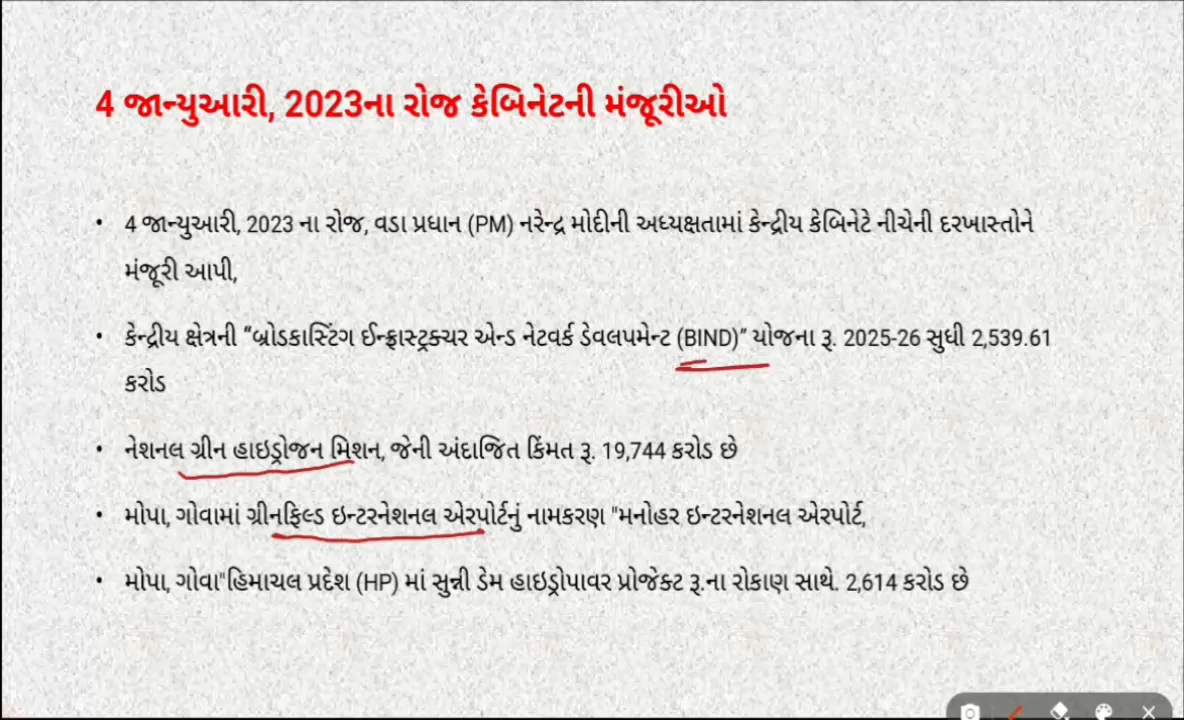 4 જાન્યુઆરી, 2023ના રોજ કેબિનેટની મંજૂરીઓ
• 4 જાન્યુઆરી, 2023 ના રોજ, વડા પ્રધાન (PM) નરેન્દ્ર મોદીની અધ્યક્ષતામાં કેન્દ્રીય કેબિનેટે નીચેની દરખાસ્તોને
મંજૂરી આપી,
• કેન્દ્રીય ક્ષેત્રની “બ્રોડકાસ્ટિંગ ઈન્ફ્રાસ્ટ્રક્ચર એન્ડ નેટવર્ક ડેવલપમેન્ટ (BIND)” યોજના રૂ. 2025-26 સુધી 2,539.61
કરોડ
• નેશનલ ગ્રીન હાઇડ્રોજન મિશન, જેની અંદાજિત કિંમત રૂ. 19,744 કરોડ છે
• મોપા, ગોવામાં ગ્રીનફિલ્ડ ઇન્ટરનેશનલ એરપોર્ટનું નામકરણ "મનોહર ઇન્ટરનેશનલ એરપોર્ટ,
• મોપા, ગોવા"હિમાચલ પ્રદેશ (HP) માં સુન્ની ડેમ હાઇડ્રોપાવર પ્રોજેક્ટ રૂ.ના રોકાણ સાથે. 2,614 કરોડ છે